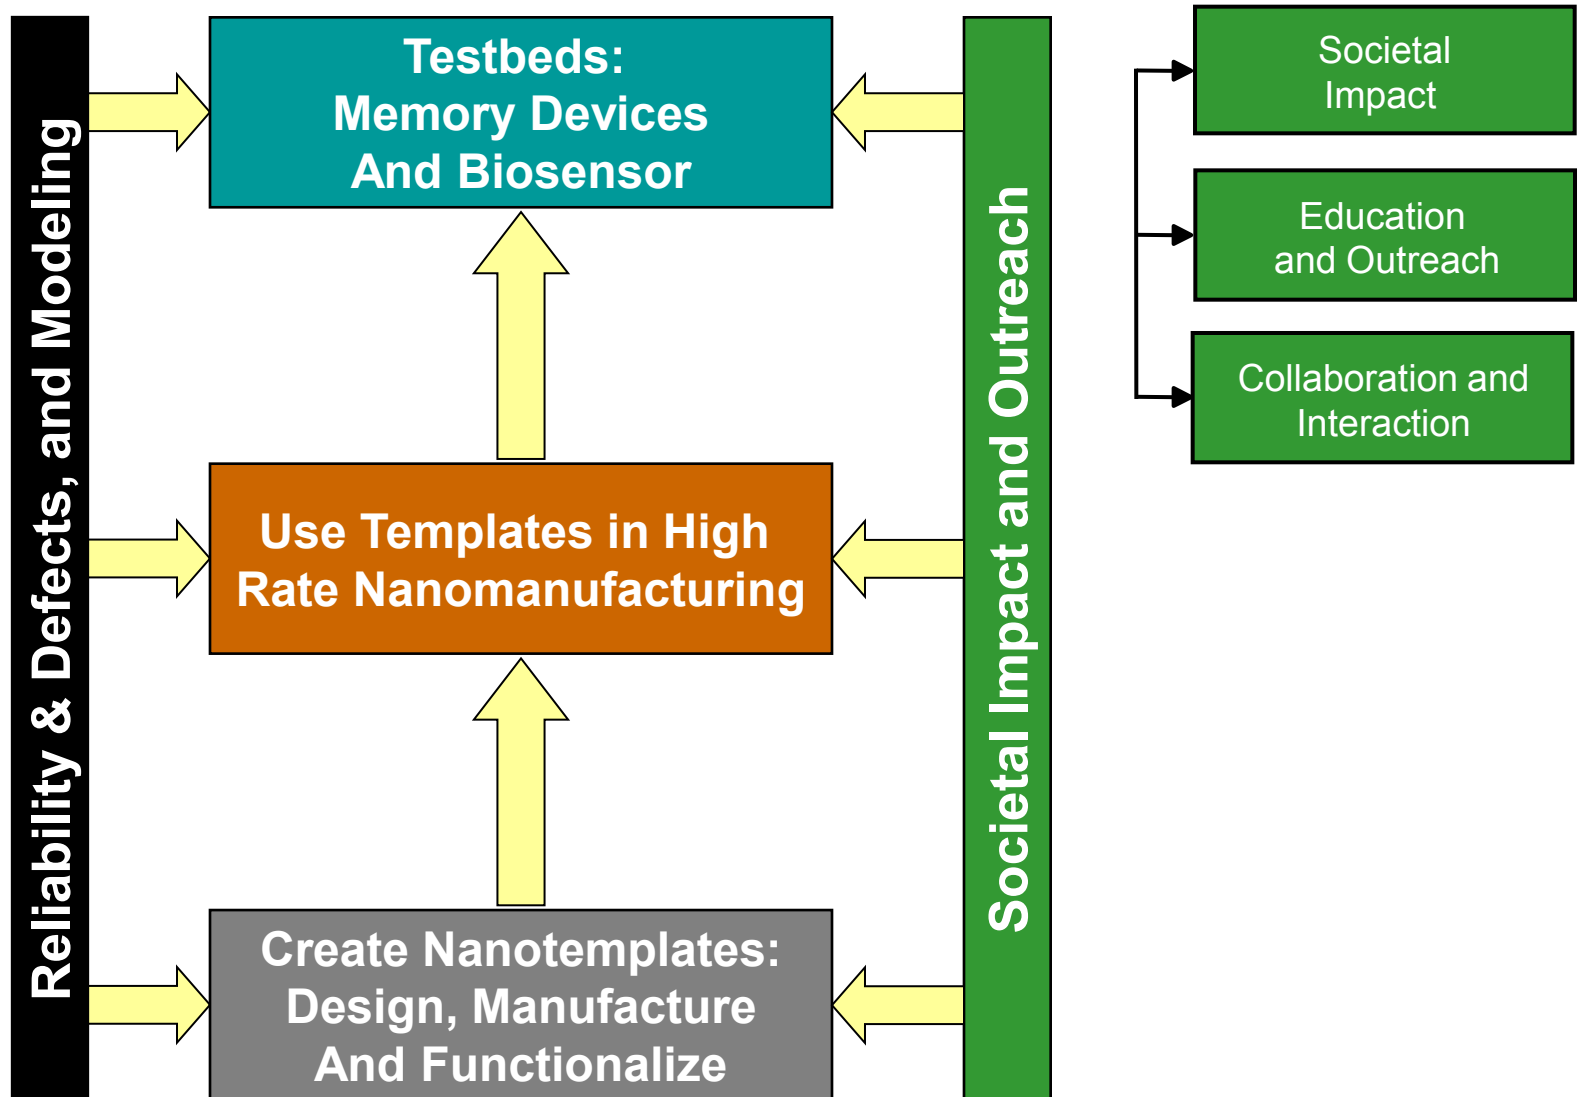 Reliability & Defects, and Modeling
Testbeds:
Memory Devices
And Biosensor
Use Templates in High
Rate Nanomanufacturing
Create Nanotemplates:
Design, Manufacture
And Functionalize
Societal Impact and Outreach
Societal
Impact
Education
and Outreach
Collaboration and
Interaction